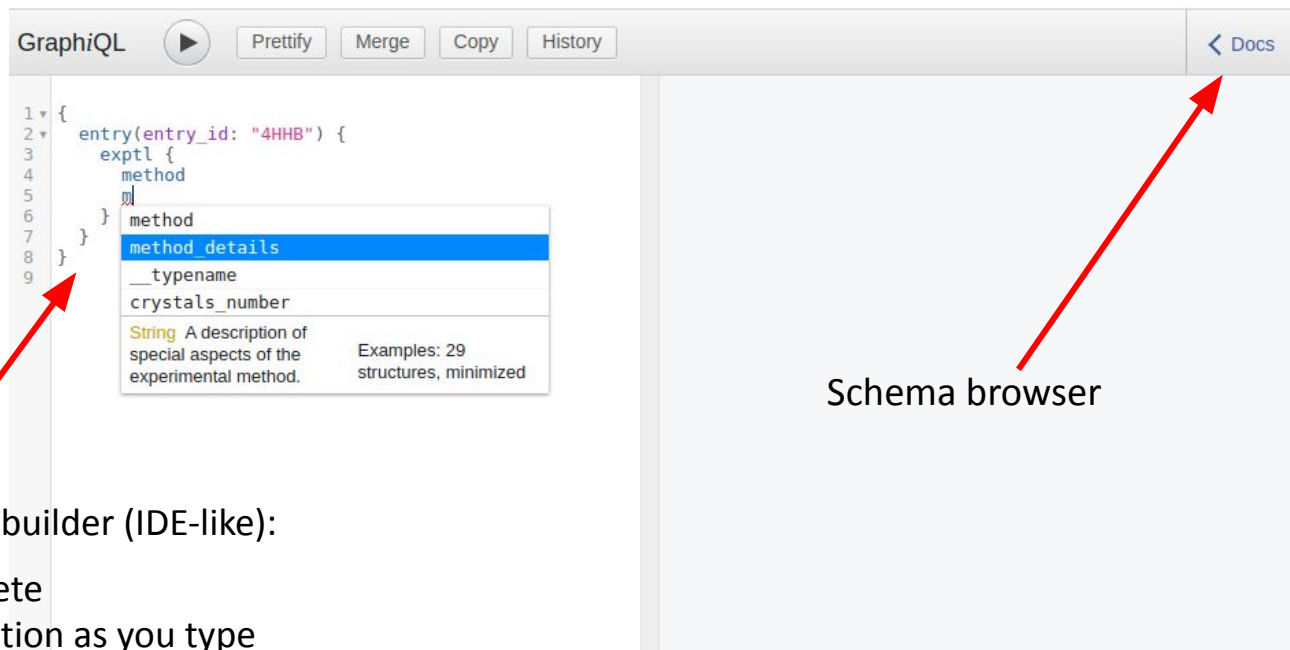 GraphiQL Prettify Merge Copy History Docs
1 {
2 entry(entry_id: "4HHB") {
3 exptl {
4 method
5 m
6 }
7 }
8 }
9
method
method_details
__typename
crystals_number
String A description of
special aspects of the
experimental method.
Examples: 29
structures, minimized
Schema browser
builder (IDE-like):
ete
tion as you type